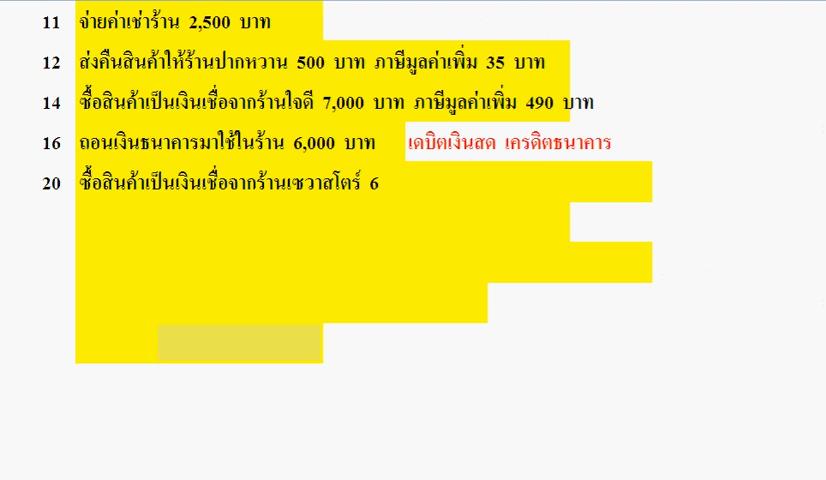 11 จ่ายค่าเช่าร้าน 2,500 บาท
12 ส่งคืนสินค้าให้ร้านปากหวาน 500 บาท ภาษีมูลค่าเพิ่ม 35 บาท
14 ซื้อสินค้าเป็นเงินเชื่อจากร้านใจดี 7,000 บาท ภาษีมูลค่าเพิ่ม 490 บาท
16 ถอนเงินธนาคารมาใช้ในร้าน 6,000 บาท เดบิตเงินสด เครดิตธนาคาร
20 ซื้อสินค้าเป็นเงินเชื่อจากร้านเซวาสโตร์ 6